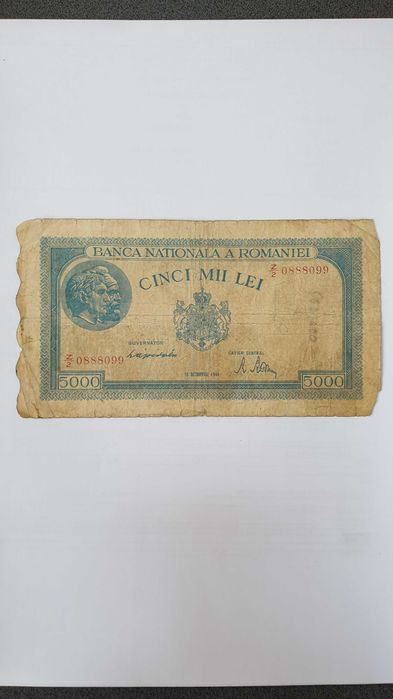 BANCA NATIONALA A ROMANIEI
Z/2 0888099
CINCI MII LEI
GUVERNATOR
CASIER CENTRAL
Z/2 0888099
5000
5000